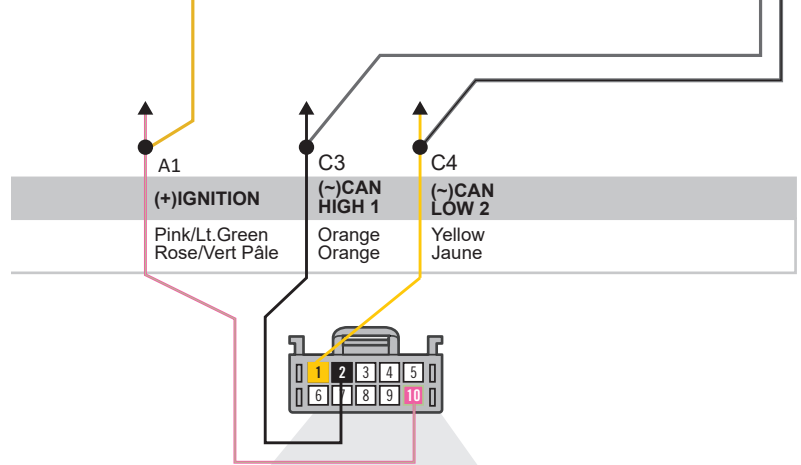 A1
C3
C4
(+)IGNITION
(~)CAN
HIGH 1
(~)CAN
LOW 2
Pink/Lt.Green
Rose/Vert Pâle
Orange
Orange
Yellow
Jaune
1 2 3 4 5
6 7 8 9 10